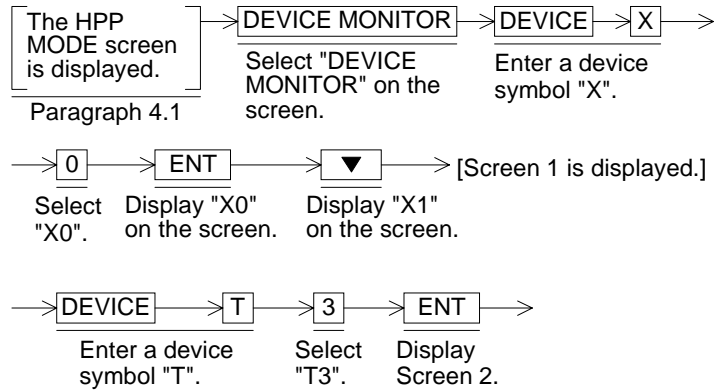 The HPP
MODE screen
is displayed.
DEVICE MONITOR
DEVICE
X
Paragraph 4.1
Select "DEVICE
MONITOR" on the
screen.
Enter a device
symbol "X".
0
ENT
▼
[Screen 1 is displayed.]
Select
"X0".
Display "X0"
on the screen.
Display "X1"
on the screen.
DEVICE
T
3
ENT
Enter a device
symbol "T".
Select
"T3".
Display
Screen 2.